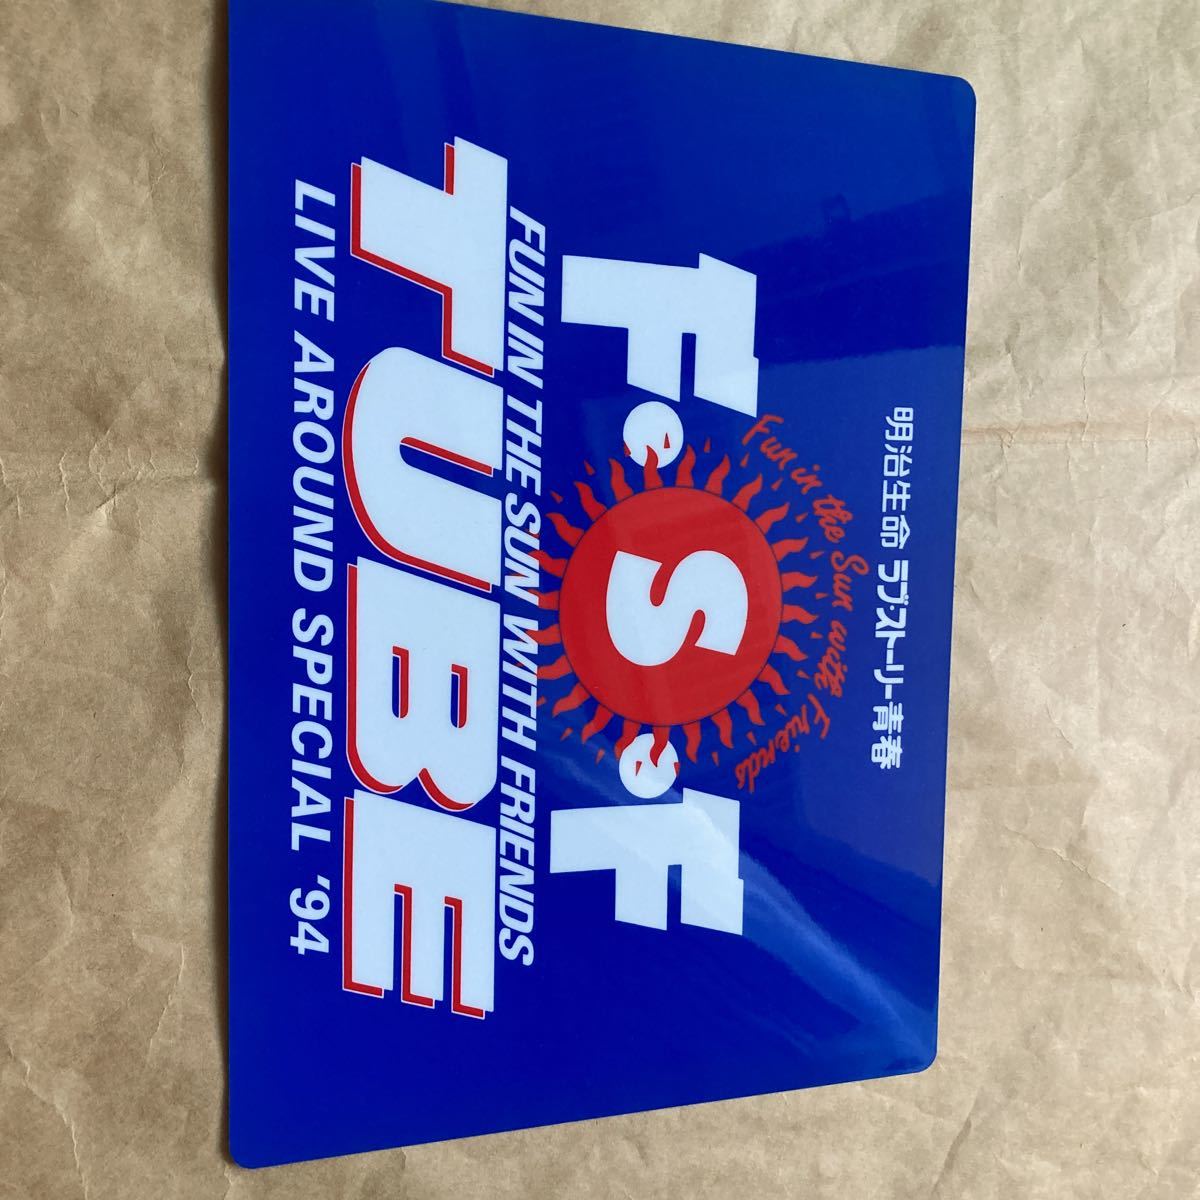 明治生命 ラブ・ストーリー青春
Fun in the Sun with Friends
F・S・F
FUN IN THE SUN WITH FRIENDS
TUBE
LIVE AROUND SPECIAL '94